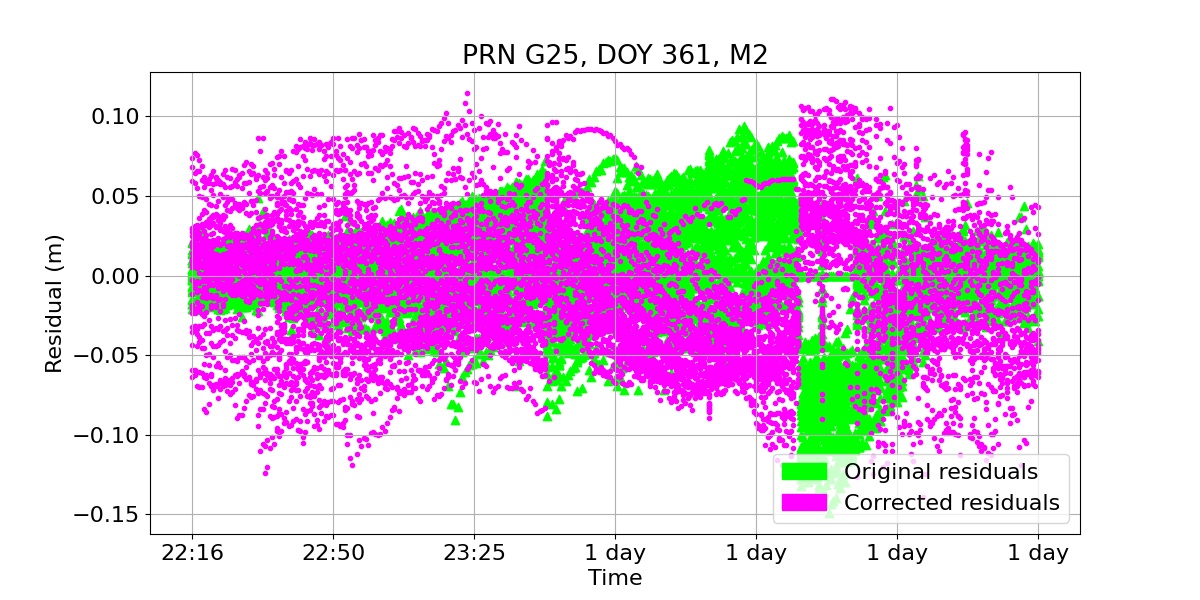 PRN G25, DOY 361, M2
Residual (m)
0.10
0.05
0.00
−0.05
−0.10
−0.15
Original residuals
Corrected residuals
22:16 22:50 23:25 1 day 1 day 1 day 1 day
Time